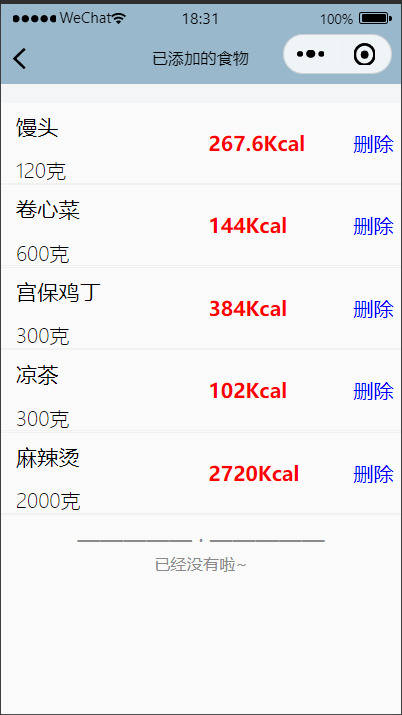 WeChat 18:31 100%
已添加的食物
馒头
267.6Kcal 删除
120克
卷心菜
144Kcal 删除
600克
宫保鸡丁
384Kcal 删除
300克
凉茶
102Kcal 删除
300克
麻辣烫
2720Kcal 删除
2000克
已经没有啦~